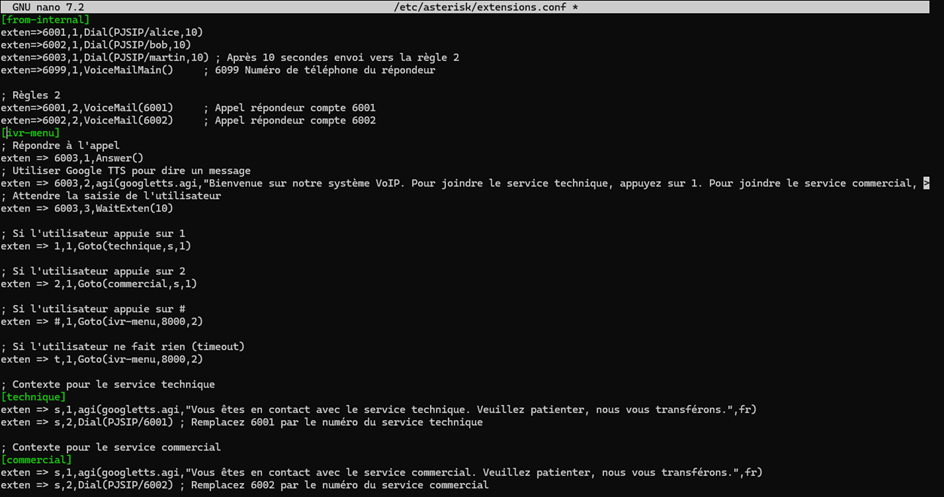 GNU nano 7.2 /etc/asterisk/extensions.conf *
[from-internal]
exten=>6001,1,Dial(PJSIP/alice,10)
exten=>6002,1,Dial(PJSIP/bob,10)
exten=>6003,1,Dial(PJSIP/martin,10) ; Après 10 secondes envoi vers la règle 2
exten=>6099,1,VoiceMailMain() ; 6099 Numéro de téléphone du répondeur
; Règles 2
exten=>6001,2,VoiceMail(6001) ; Appel répondeur compte 6001
exten=>6002,2,VoiceMail(6002) ; Appel répondeur compte 6002
[ivr-menu]
; Répondre à l'appel
exten => 6003,1,Answer()
; Utiliser Google TTS pour dire un message
exten => 6003,2,agi(googletts.agi,"Bienvenue sur notre système VoIP. Pour joindre le service technique, appuyez sur 1. Pour joindre le service commercial, >
; Attendre la saisie de l'utilisateur
exten => 6003,3,WaitExten(10)
; Si l'utilisateur appuie sur 1
exten => 1,1,Goto(technique,s,1)
; Si l'utilisateur appuie sur 2
exten => 2,1,Goto(commercial,s,1)
; Si l'utilisateur appuie sur #
exten => #,1,Goto(ivr-menu,8000,2)
; Si l'utilisateur ne fait rien (timeout)
exten => t,1,Goto(ivr-menu,8000,2)
; Contexte pour le service technique
[technique]
exten => s,1,agi(googletts.agi,"Vous êtes en contact avec le service technique. Veuillez patienter, nous vous transférons.",fr)
exten => s,2,Dial(PJSIP/6001) ; Remplacez 6001 par le numéro du service technique
; Contexte pour le service commercial
[commercial]
exten => s,1,agi(googletts.agi,"Vous êtes en contact avec le service commercial. Veuillez patienter, nous vous transférons.",fr)
exten => s,2,Dial(PJSIP/6002) ; Remplacez 6002 par le numéro du service commercial